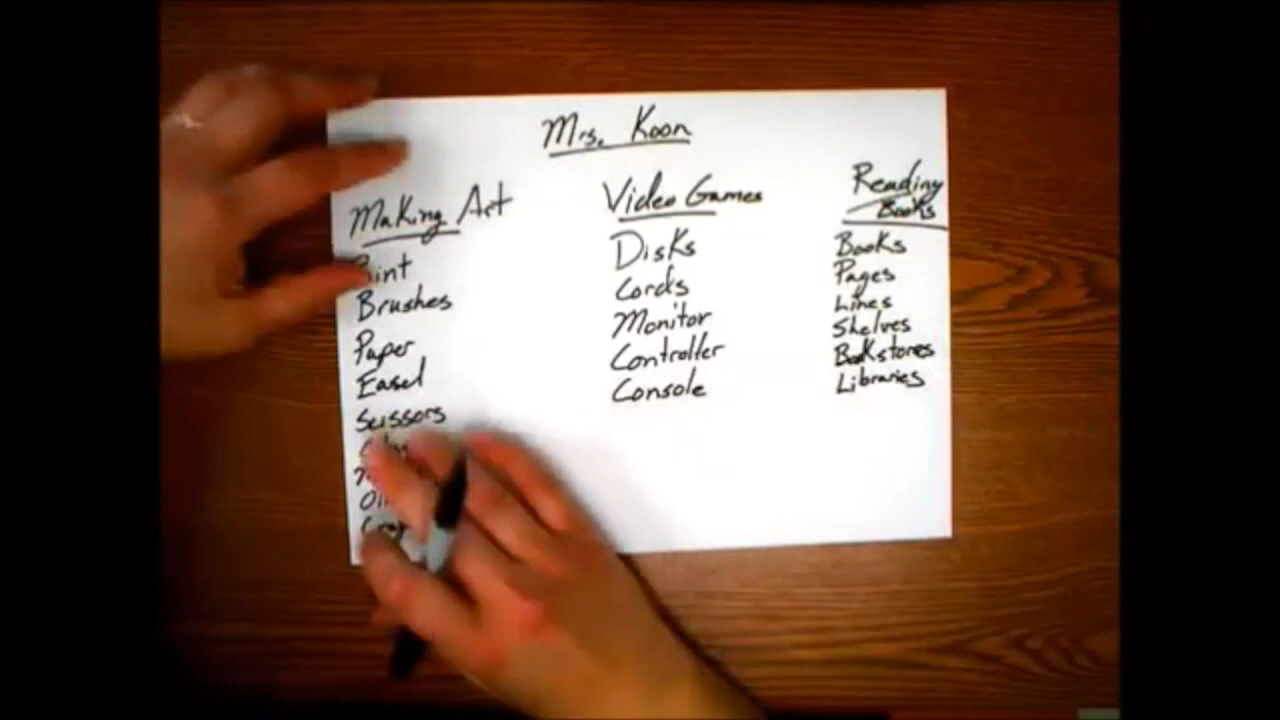 Mrs. Koon
Making Art
Paint
Brushes
Paper
Easel
Scissors
Video Games
Disks
Cords
Monitor
Controller
Console
Reading
Books
Books
Pages
Lines
Shelves
Bookstores
Libraries